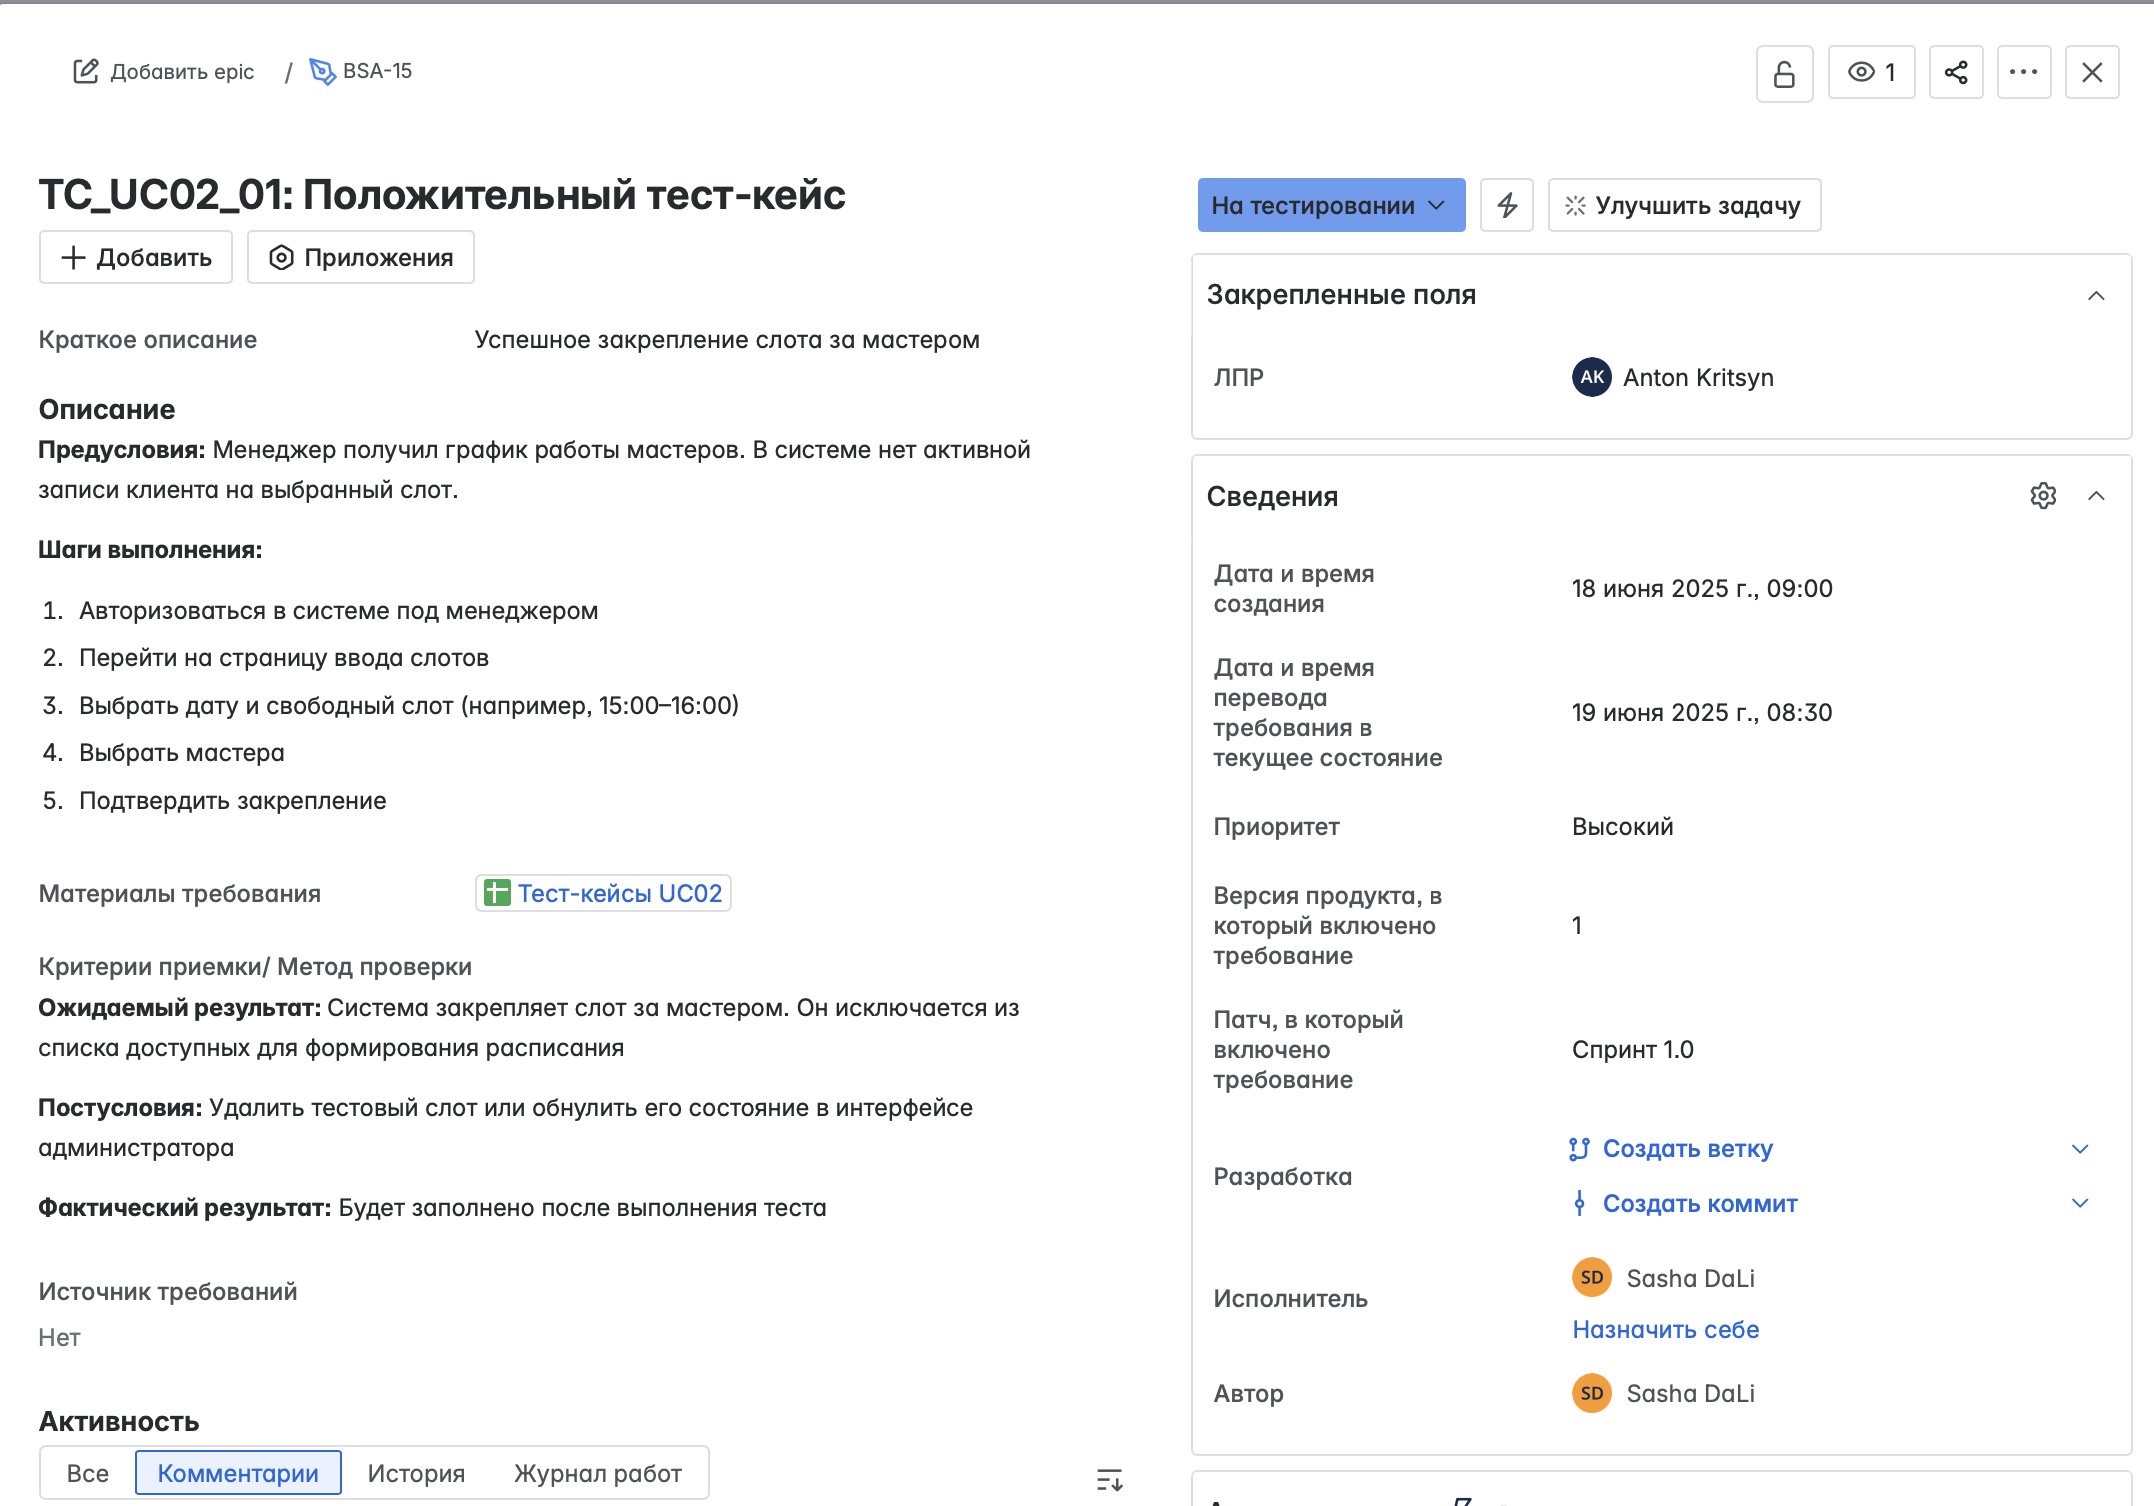 Добавить epic / BSA-15
1
TC_UC02_01: Положительный тест-кейс
Добавить
Приложения
Краткое описание
Успешное закрепление слота за мастером
Описание
Предусловия: Менеджер получил график работы мастеров. В системе нет активной
записи клиента на выбранный слот.
Шаги выполнения:
1. Авторизоваться в системе под менеджером
2. Перейти на страницу ввода слотов
3. Выбрать дату и свободный слот (например, 15:00–16:00)
4. Выбрать мастера
5. Подтвердить закрепление
Материалы требования
Тест-кейсы UC02
Критерии приемки/ Метод проверки
Ожидаемый результат: Система закрепляет слот за мастером. Он исключается из
списка доступных для формирования расписания
Постусловия: Удалить тестовый слот или обнулить его состояние в интерфейсе
администратора
Фактический результат: Будет заполнено после выполнения теста
Источник требований
Нет
Активность
Все
Комментарии
История
Журнал работ
На тестировании
Улучшить задачу
Закрепленные поля
ЛПР
AK Anton Kritsyn
Сведения
Дата и время
создания
18 июня 2025 г., 09:00
Дата и время
перевода
требования в
текущее состояние
19 июня 2025 г., 08:30
Приоритет
Высокий
Версия продукта, в
который включено
требование
1
Патч, в который
включено
требование
Спринт 1.0
Разработка
Создать ветку
Создать коммит
Исполнитель
SD Sasha DaLi
Назначить себе
Автор
SD Sasha DaLi